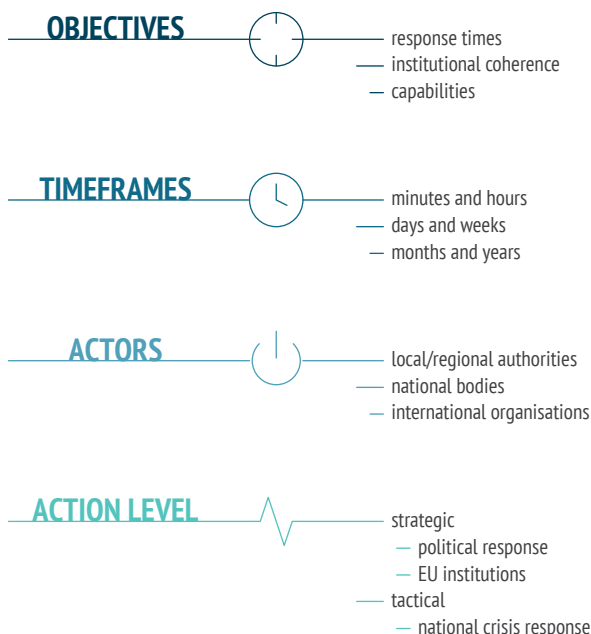 OBJECTIVES
response times
institutional coherence
capabilities
TIMEFRAMES
minutes and hours
days and weeks
months and years
ACTORS
local/regional authorities
national bodies
international organisations
ACTION LEVEL
strategic
political response
EU institutions
tactical
national crisis response